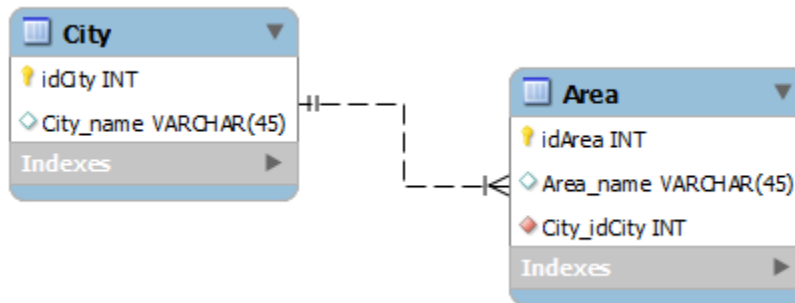 City
idCity INT
City_name VARCHAR(45)
Indexes
Area
idArea INT
Area_name VARCHAR(45)
City_idCity INT
Indexes